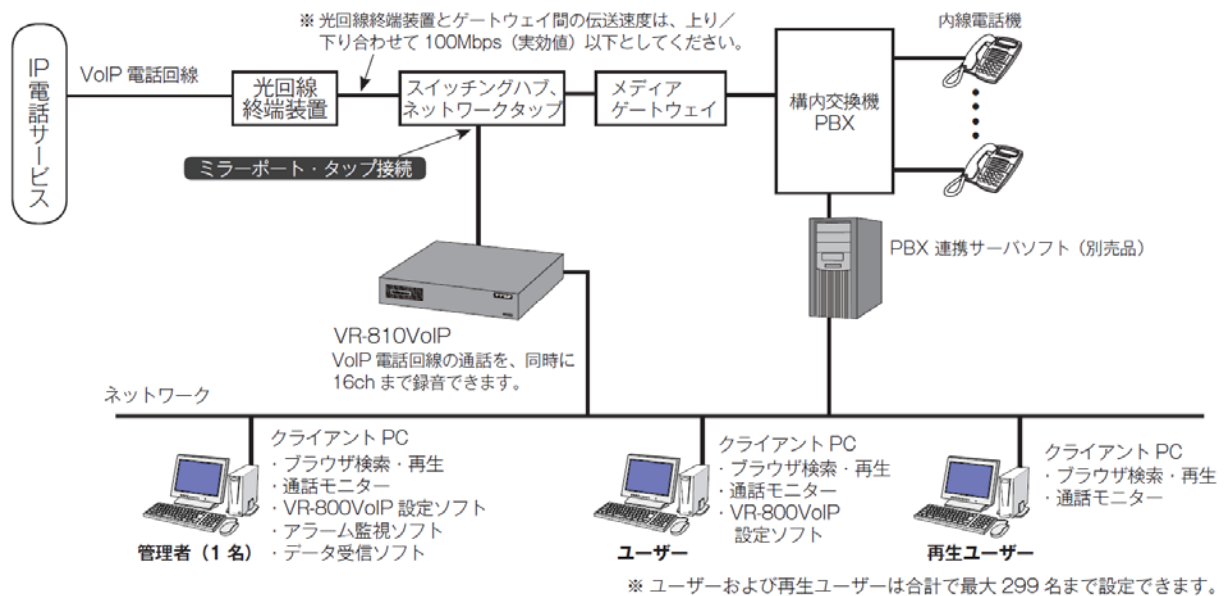 ※ 光回線終端装置とゲートウェイ間の伝送速度は、上り／
下り合わせて 100Mbps（実効値）以下としてください。
内線電話機
IP電話サービス
VoIP 電話回線
光回線
終端装置
スイッチングハブ、
ネットワークタップ
メディア
ゲートウェイ
構内交換機
PBX
ミラーポート・タップ接続
PBX 連携サーバソフト（別売品）
VR-810VoIP
VoIP 電話回線の通話を、同時に
16ch まで録音できます。
ネットワーク
クライアント PC
・ブラウザ検索・再生
・通話モニター
・VR-800VoIP 設定ソフト
・アラーム監視ソフト
・データ受信ソフト
管理者（1 名）
クライアント PC
・ブラウザ検索・再生
・通話モニター
・VR-800VoIP
設定ソフト
ユーザー
クライアント PC
・ブラウザ検索・再生
・通話モニター
再生ユーザー
※ ユーザーおよび再生ユーザーは合計で最大 299 名まで設定できます。